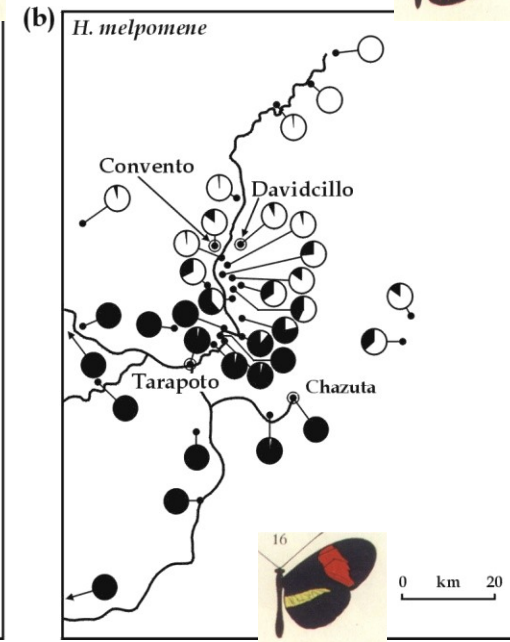 (b)
H. melpomene
Convento
Davidcillo
Tarapoto
Chazuta
16
0 km 20